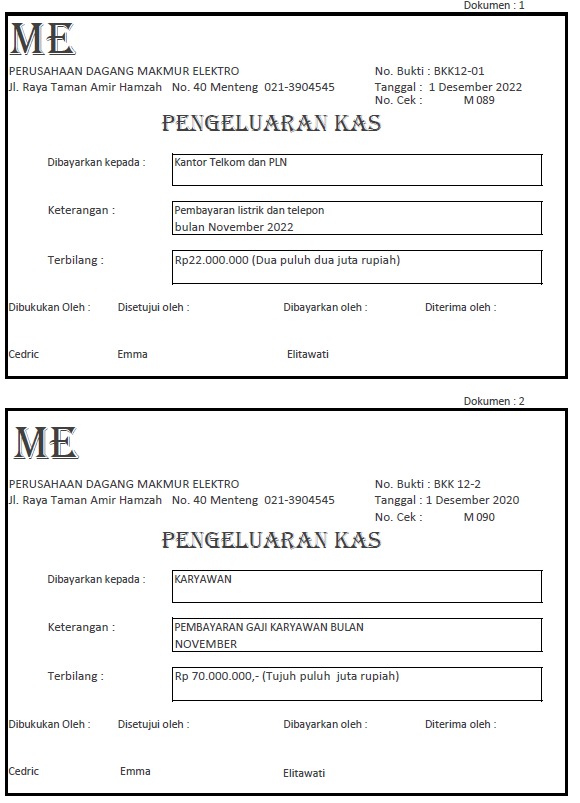 Dokumen : 1
ME
PERUSAHAAN DAGANG MAKMUR ELEKTRO No. Bukti : BKK12-01
Jl. Raya Taman Amir Hamzah No. 40 Menteng 021-3904545 Tanggal : 1 Desember 2022
No. Cek : M 089
PENGELUARAN KAS
Dibayarkan kepada : Kantor Telkom dan PLN
Keterangan : Pembayaran listrik dan telepon
bulan November 2022
Terbilang : Rp22.000.000 (Dua puluh dua juta rupiah)
Dibukukan Oleh : Disetujui oleh : Dibayarkan oleh : Diterima oleh :
Cedric Emma Elitawati
Dokumen : 2
ME
PERUSAHAAN DAGANG MAKMUR ELEKTRO No. Bukti : BKK 12-2
Jl. Raya Taman Amir Hamzah No. 40 Menteng 021-3904545 Tanggal : 1 Desember 2020
No. Cek : M 090
PENGELUARAN KAS
Dibayarkan kepada : KARYAWAN
Keterangan : PEMBAYARAN GAJI KARYAWAN BULAN
NOVEMBER
Terbilang : Rp 70.000.000,- (Tujuh puluh juta rupiah)
Dibukukan Oleh : Disetujui oleh : Dibayarkan oleh : Diterima oleh :
Cedric Emma Elitawati